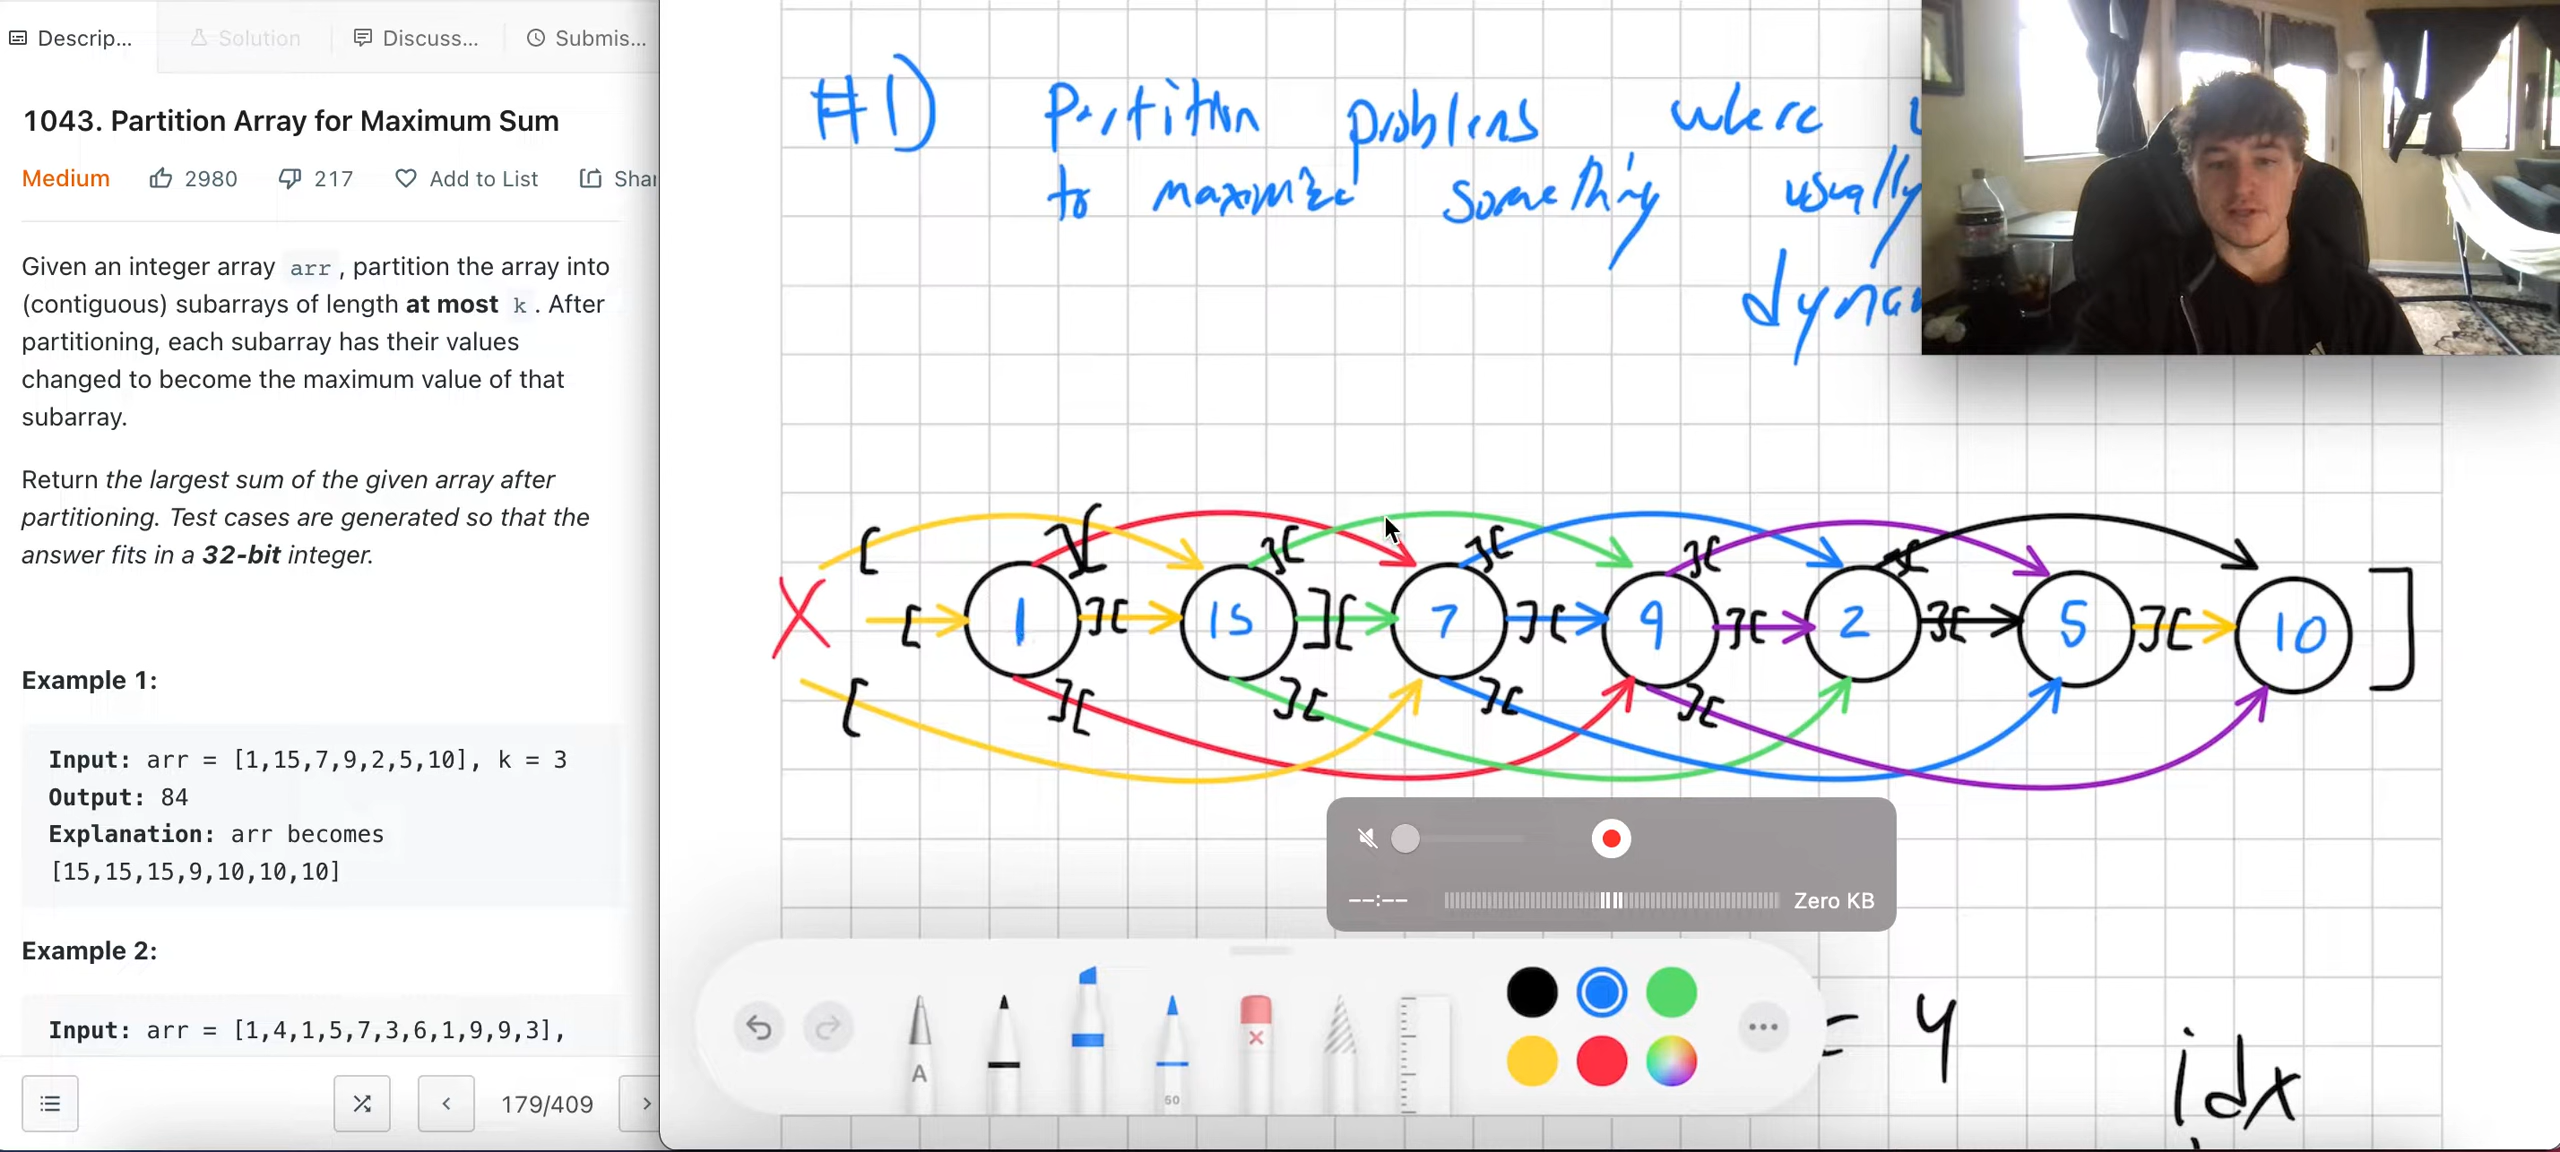 Descrip...
Solution
Discuss...
Submis...
1043. Partition Array for Maximum Sum
Medium 2980 217 Add to List Shar
Given an integer array arr , partition the array into
(contiguous) subarrays of length at most k . After
partitioning, each subarray has their values
changed to become the maximum value of that
subarray.
Return the largest sum of the given array after
partitioning. Test cases are generated so that the
answer fits in a 32-bit integer.
Example 1:
Input: arr = [1,15,7,9,2,5,10], k = 3
Output: 84
Explanation: arr becomes
[15,15,15,9,10,10,10]
Example 2:
Input: arr = [1,4,1,5,7,3,6,1,9,9,3],
179/409
#1) Partition problems where
to maximize something usually
dyna
X [ 1 ][ 15 ][ 7 ][ 9 ][ 2 ][ 5 ][ 10 ]
--:-- Zero KB
A
50
= 4
idx